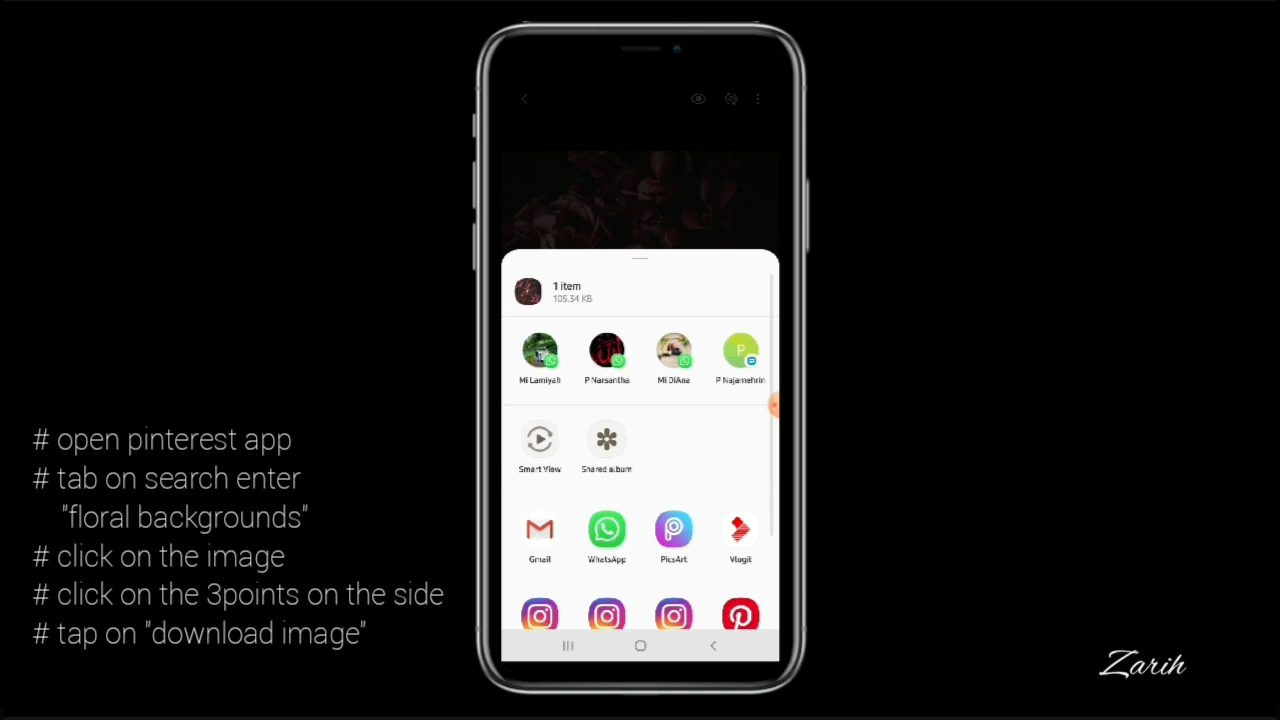 1 item
105.34 KB
Mi Lamiyah
P Narsantha
Mi DiAna
P
P Najamehrin
Smart View
Shared album
Gmail
WhatsApp
PicsArt
Vlogit
# open pinterest app
# tab on search enter
"floral backgrounds"
# click on the image
# click on the 3points on the side
# tap on "download image"
Zarih